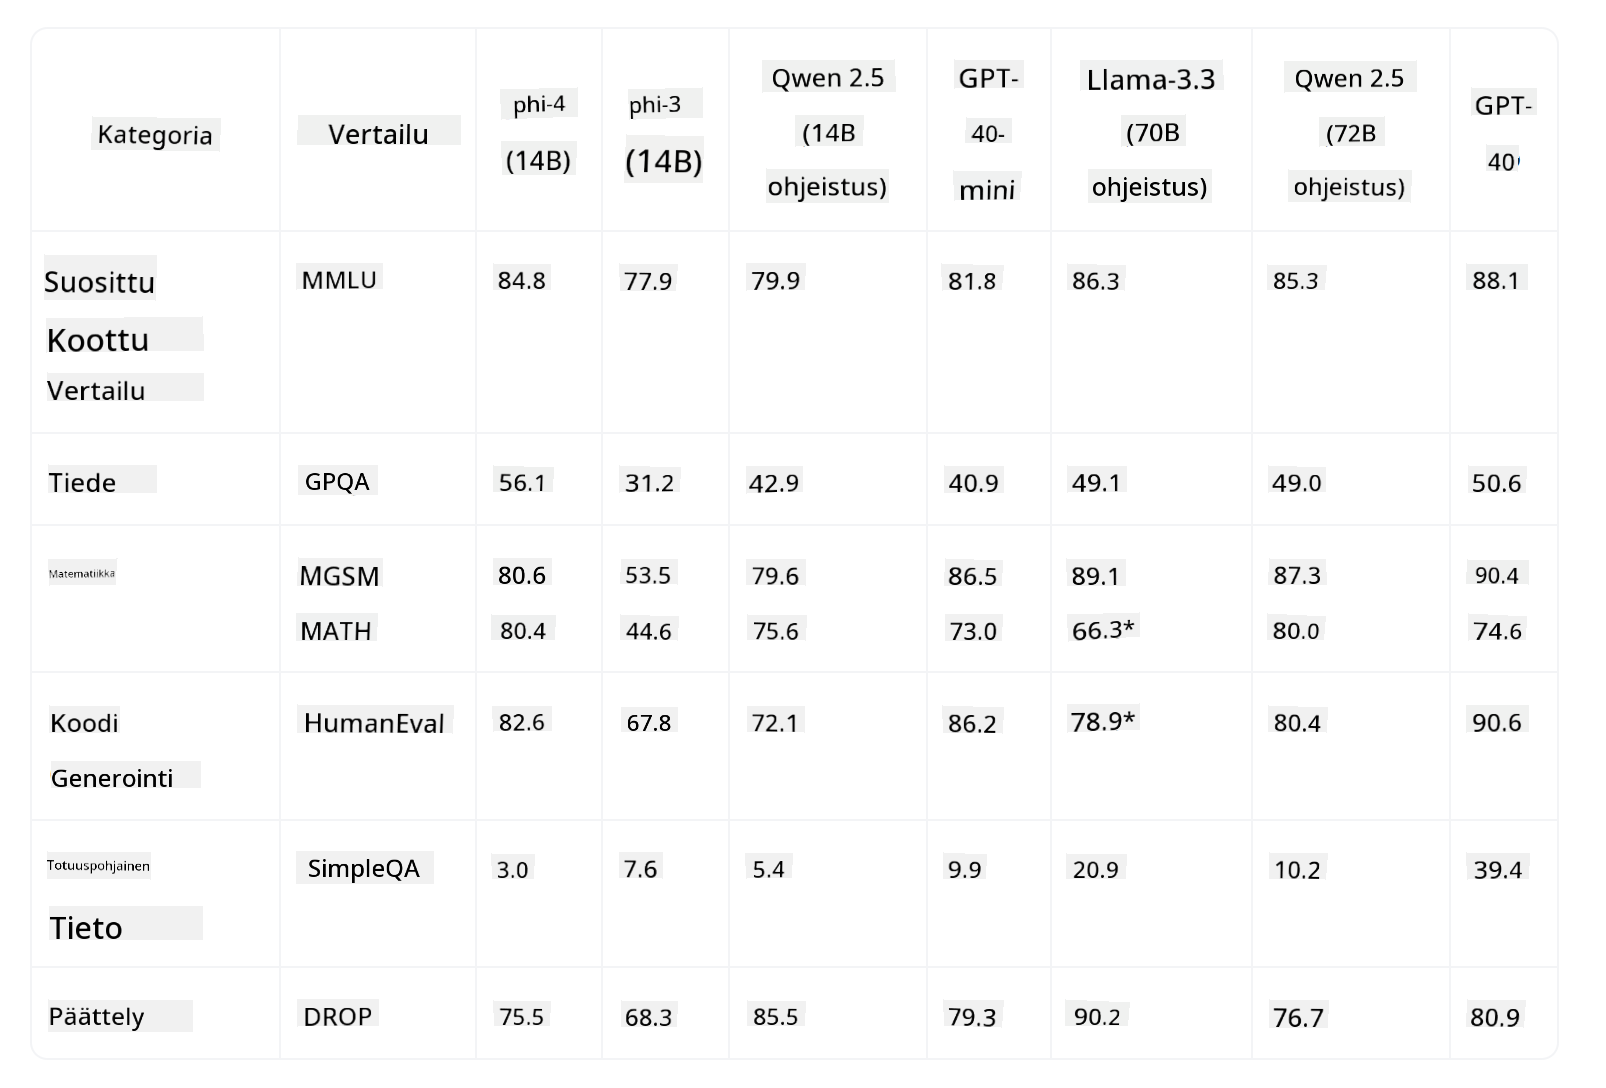 Kategoria Vertailu phi-4 (14B) phi-3 (14B) Qwen 2.5 (14B ohjeistus) GPT-40-mini Llama-3.3 (70B ohjeistus) Qwen 2.5 (72B ohjeistus) GPT-40
Suosittu Koottu Vertailu MMLU 84.8 77.9 79.9 81.8 86.3 85.3 88.1
Tiede GPQA 56.1 31.2 42.9 40.9 49.1 49.0 50.6
Matematiikka MGSM 80.6 53.5 79.6 86.5 89.1 87.3 90.4
MATH 80.4 44.6 75.6 73.0 66.3* 80.0 74.6
Koodi Generointi HumanEval 82.6 67.8 72.1 86.2 78.9* 80.4 90.6
Totuuspohjainen Tieto SimpleQA 3.0 7.6 5.4 9.9 20.9 10.2 39.4
Päättely DROP 75.5 68.3 85.5 79.3 90.2 76.7 80.9